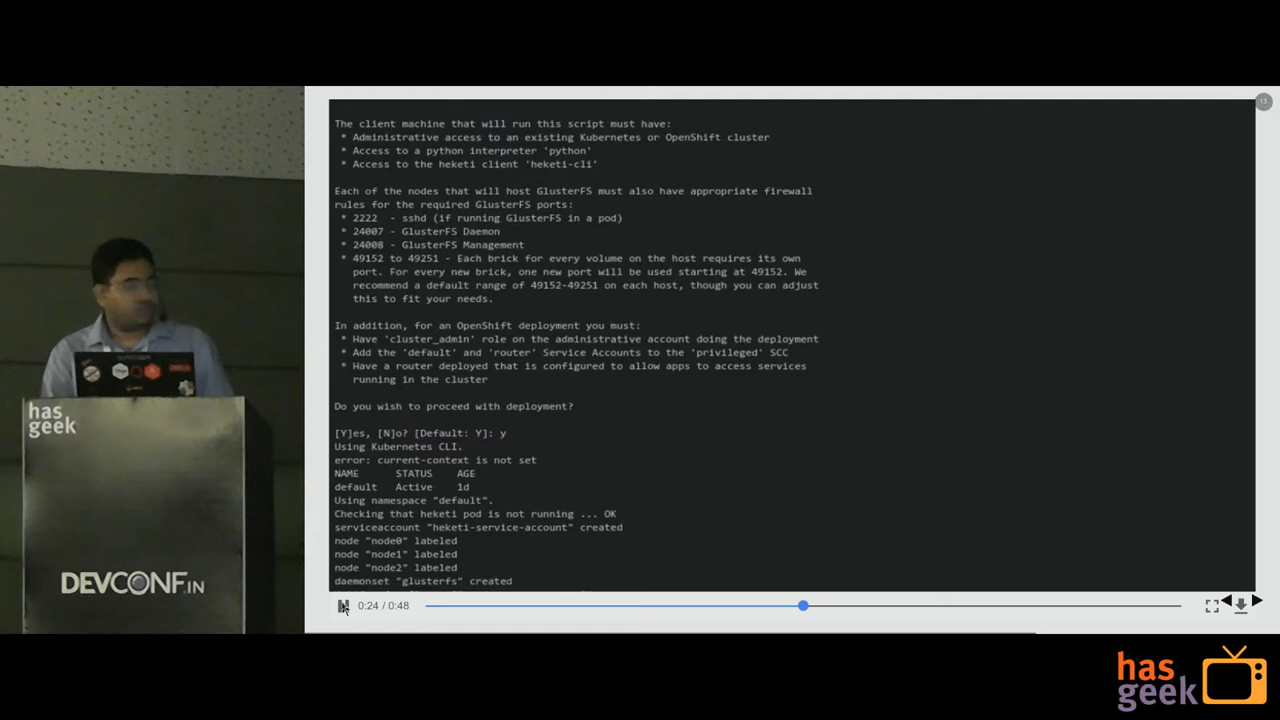 13
The client machine that will run this script must have:
* Administrative access to an existing Kubernetes or OpenShift cluster
* Access to a python interpreter 'python'
* Access to the heketi client 'heketi-cli'
Each of the nodes that will host GlusterFS must also have appropriate firewall
rules for the required GlusterFS ports:
* 2222 - sshd (if running GlusterFS in a pod)
* 24007 - GlusterFS Daemon
* 24008 - GlusterFS Management
* 49152 to 49251 - Each brick for every volume on the host requires its own
port. For every new brick, one new port will be used starting at 49152. We
recommend a default range of 49152-49251 on each host, though you can adjust
this to fit your needs.
In addition, for an OpenShift deployment you must:
* Have 'cluster_admin' role on the administrative account doing the deployment
* Add the 'default' and 'router' Service Accounts to the 'privileged' SCC
* Have a router deployed that is configured to allow apps to access services
running in the cluster
Do you wish to proceed with deployment?
[Y]es, [N]o? [Default: Y]: y
Using Kubernetes CLI.
error: current-context is not set
NAME STATUS AGE
default Active 1d
Using namespace "default".
Checking that heketi pod is not running ... OK
serviceaccount "heketi-service-account" created
node "node0" labeled
node "node1" labeled
node "node2" labeled
daemonset "glusterfs" created
0:24 / 0:48
has
geek
DEVCONF.IN
has
geek